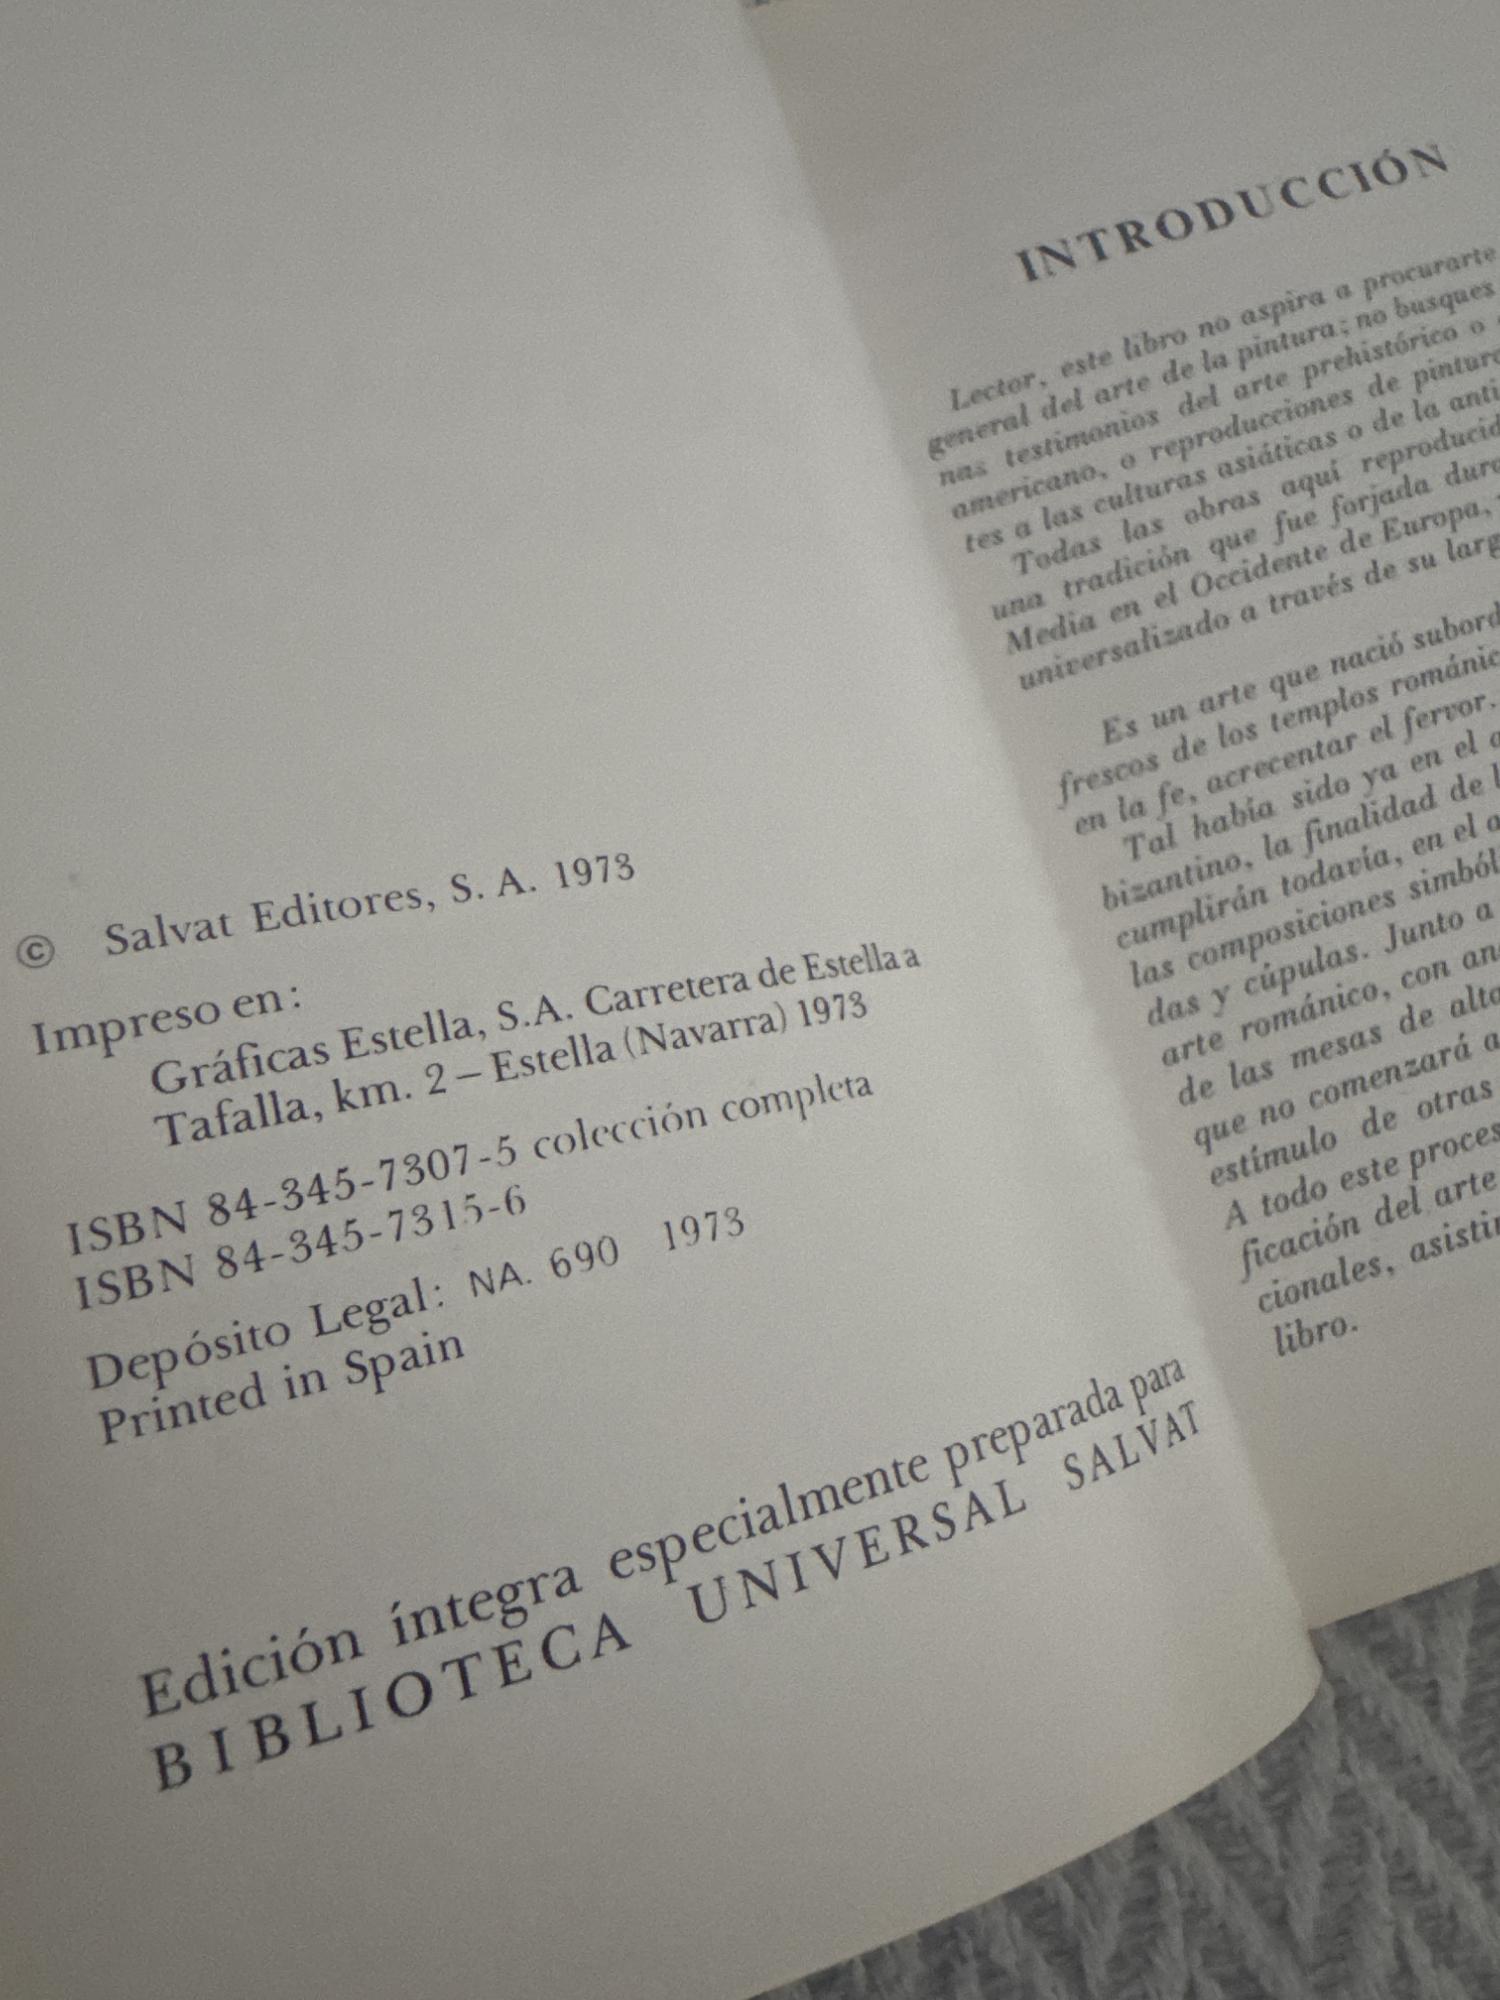 © Salvat Editores, S. A. 1973
Impreso en:
Gráficas Estella, S.A. Carretera de Estella a
Tafalla, km. 2 – Estella (Navarra) 1973
ISBN 84-345-7307-5 colección completa
ISBN 84-345-7315-6
Depósito Legal: NA. 690 1973
Printed in Spain
Edición íntegra especialmente preparada para
BIBLIOTECA UNIVERSAL SALVAT
INTRODUCCIÓN
Lector, este libro no aspira a procurarte
general del arte de la pintura; no busques
nas testimonios del arte prehistórico o
americano, o reproducciones de
tes a las culturas asiáticas o de la
Todas las obras aquí
una tradición que fue forjada
Media en el Occidente de Europa,
universalizado a través de su
Es un arte que nació
frescos de los templos
en la fe, acrecentar el fervor.
Tal había sido ya en el
bizantino, la finalidad de
cumplirán todavía, en el
las composiciones
das y cúpulas. Junto a
arte románico, con
de las mesas de
que no comenzará
estímulo de otras
A todo este
ficación del arte
cionales,
libro.